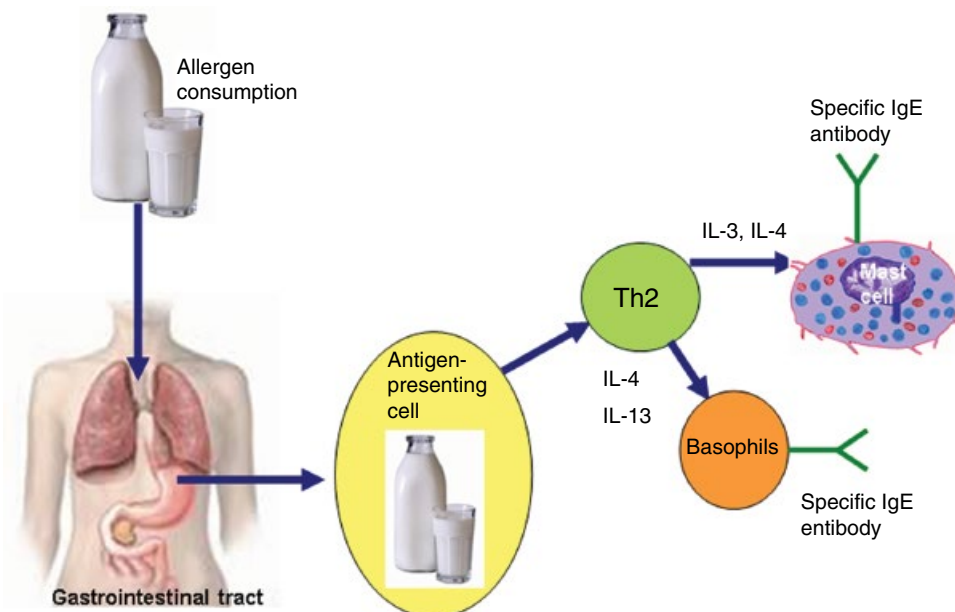 Allergen
consumption
Specific IgE
antibody
IL-3, IL-4
Mast
cell
Th2
Antigen-
presenting
cell
IL-4
IL-13
Basophils
Specific IgE
entibody
Gastrointestinal tract